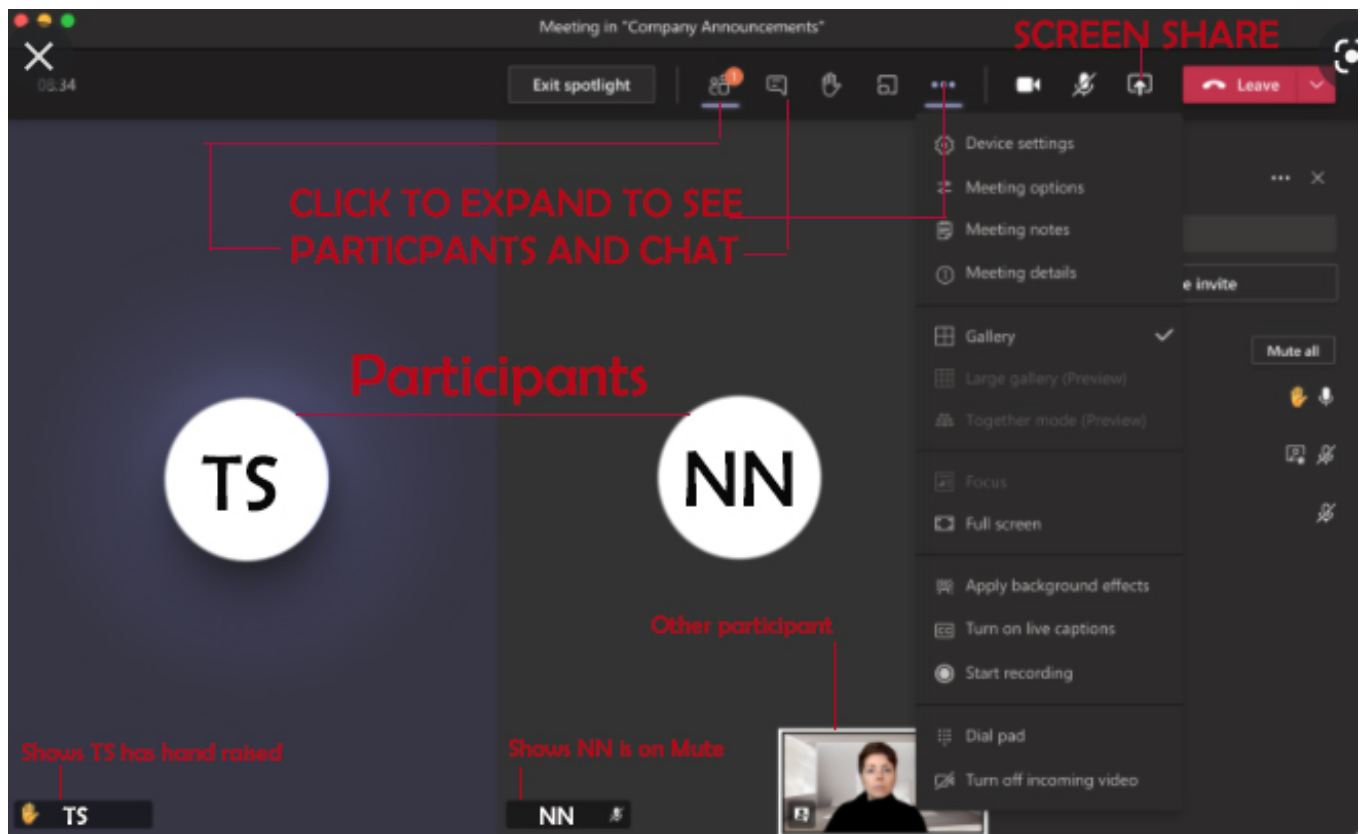 Meeting in "Company Announcements"
SCREEN SHARE
08:34
Exit spotlight
1
Leave
CLICK TO EXPAND TO SEE
PARTICPANTS AND CHAT
Device settings
Meeting options
Meeting notes
Meeting details
e invite
Gallery
Large gallery (Preview)
Together mode (Preview)
Mute all
Participants
TS
NN
Focus
Full screen
Apply background effects
Turn on live captions
Start recording
Other participant
Dial pad
Turn off incoming video
Shows TS has hand raised
Shows NN is on Mute
TS
NN